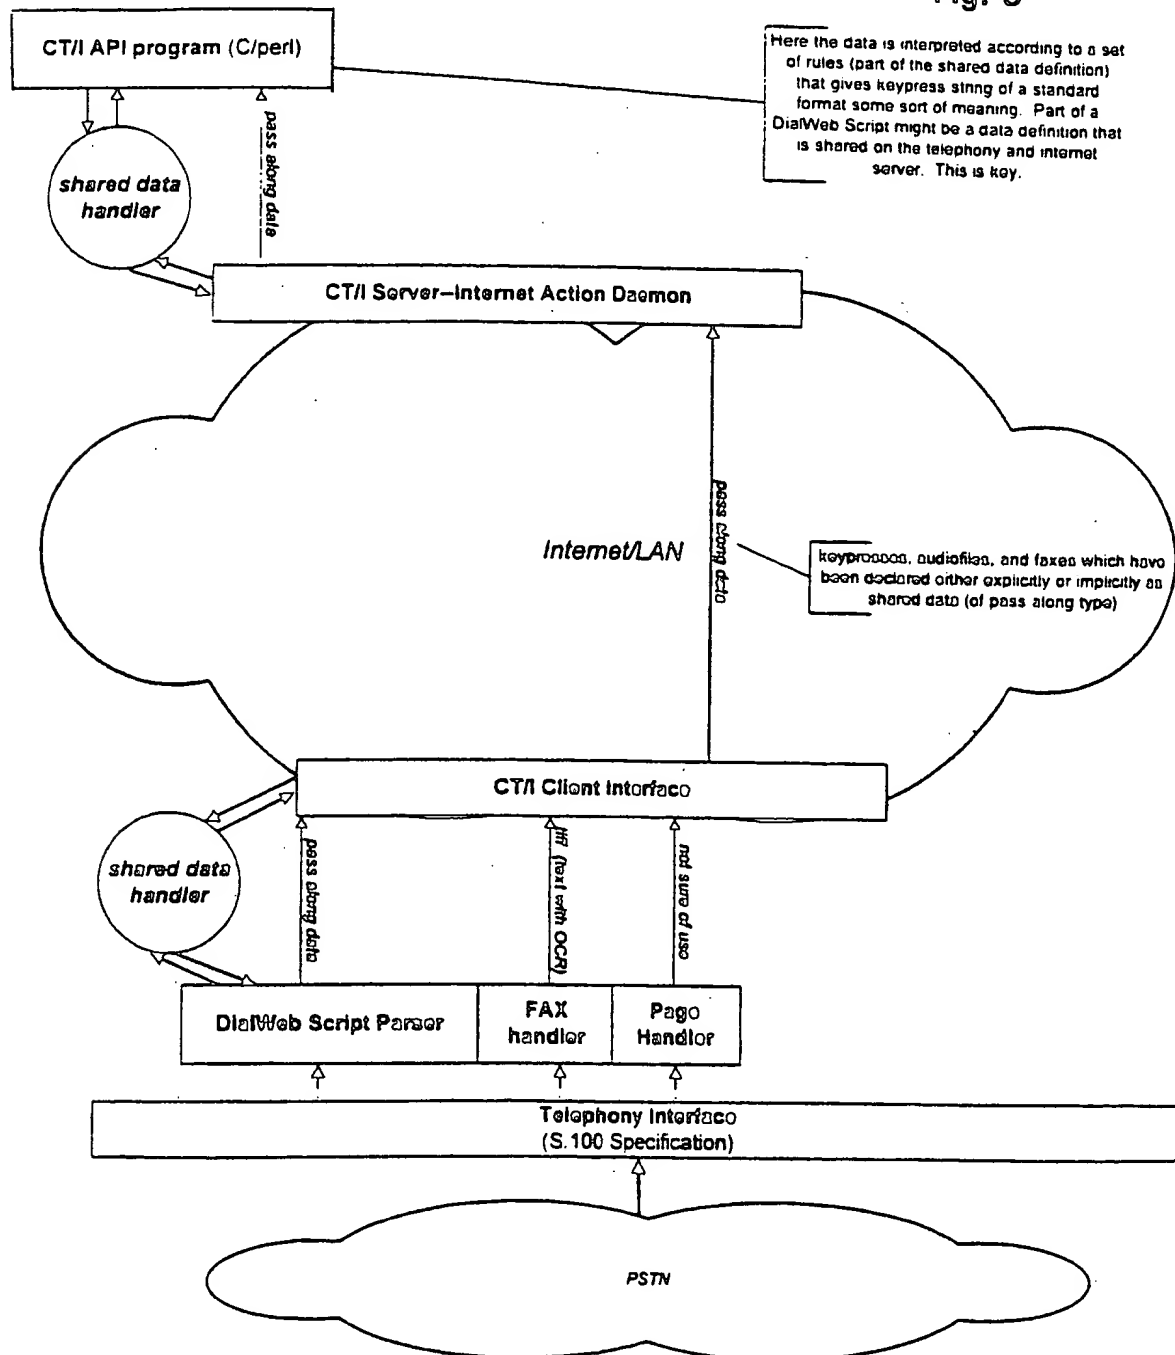 CT/I API program (C/perl)
Here the data is interpreted according to a set
of rules (part of the shared data definition)
that gives keypress string of a standard
format some sort of meaning. Part of a
DialWeb Script might be a data definition that
is shared on the telephony and internet
server. This is key.
pass along data
shared data
handler
CT/I Server–Internet Action Daemon
pass along data
Internet/LAN
keypresses, audiofiles, and faxes which have
been declared either explicitly or implicitly as
shared data (of pass along type)
CT/I Client Interface
shared data
handler
pass along data
(text with OCR)
not sure of use
DialWeb Script Parser
FAX
handler
Page
Handler
Telephony Interface
(S.100 Specification)
PSTN